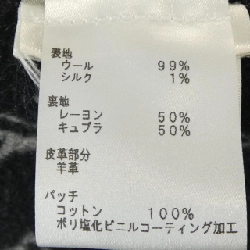 表地
ウール 99%
シルク 1%
裏地
レーヨン 50%
キュプラ 50%
皮革部分
羊革
パッチ
コットン 100%
ポリ塩化ビニルコーティング加工